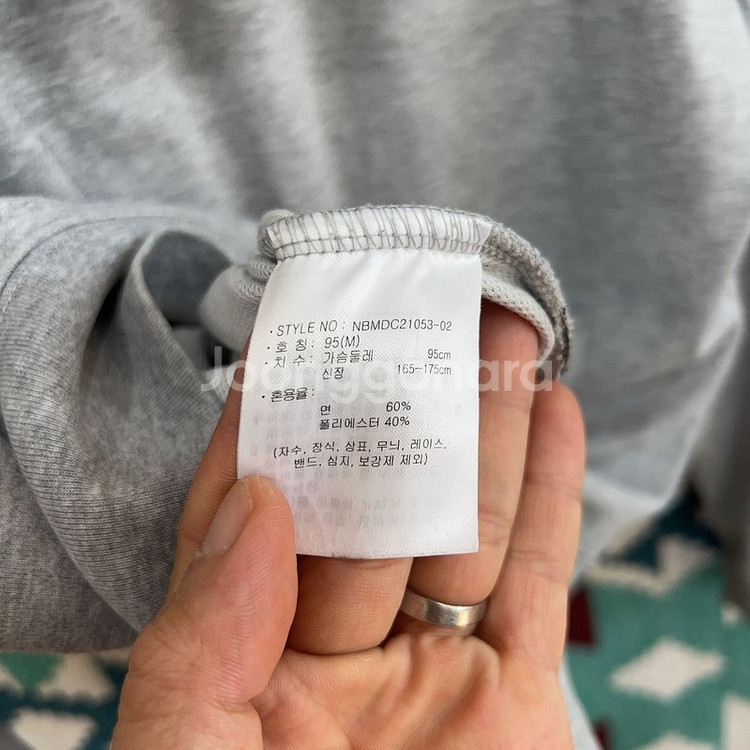 · STYLE NO : NBMDC21053-02
· 호 칭 : 95(M)
· 치 수 : 가슴둘레 95cm
신장 165~175cm
Joonggonara
· 혼용율 :
면 60%
폴리에스터 40%
(자수, 장식, 상표, 무늬, 레이스,
밴드, 심지, 보강제 제외)